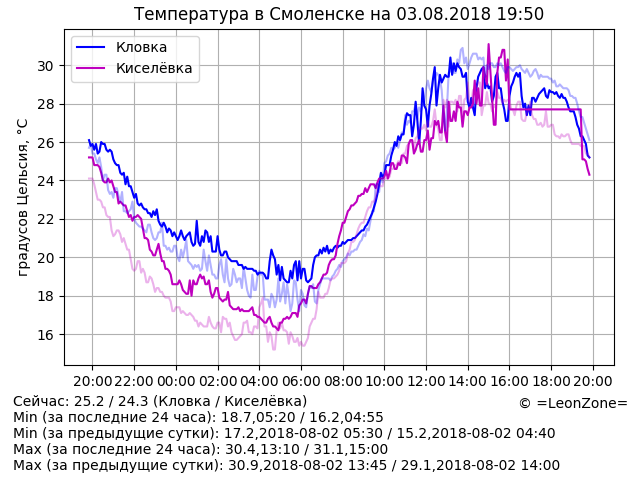 Температура в Смоленске на 03.08.2018 19:50
градусов Цельсия, °C
Кловка
Киселёвка
30
28
26
24
22
20
18
16
20:00 22:00 00:00 02:00 04:00 06:00 08:00 10:00 12:00 14:00 16:00 18:00 20:00
Сейчас: 25.2 / 24.3 (Кловка / Киселёвка)
© =LeonZone=
Min (за последние 24 часа): 18.7,05:20 / 16.2,04:55
Min (за предыдущие сутки): 17.2,2018-08-02 05:30 / 15.2,2018-08-02 04:40
Max (за последние 24 часа): 30.4,13:10 / 31.1,15:00
Max (за предыдущие сутки): 30.9,2018-08-02 13:45 / 29.1,2018-08-02 14:00